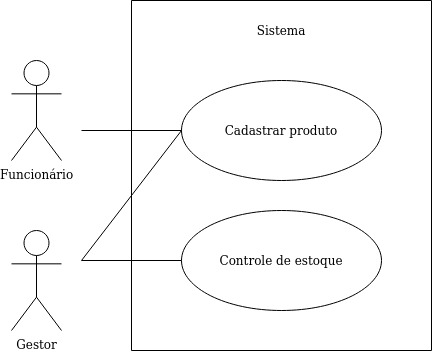 Sistema
Cadastrar produto
Funcionário
Controle de estoque
Gestor